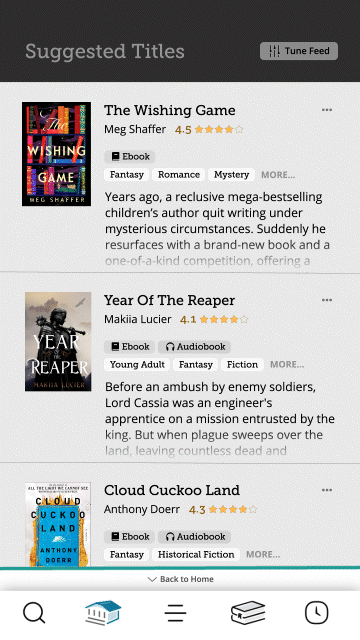 Suggested Titles
Tune Feed
The
WISHING
GAME
MEG SHAFFER
The Wishing Game
Meg Shaffer 4.5
Ebook
Fantasy Romance Mystery MORE...
Years ago, a reclusive mega-bestselling
children's author quit writing under
mysterious circumstances. Suddenly he
resurfaces with a brand-new book and a
one-of-a-kind competition, offering a
YEAR
OF THE
REAPER
MAKIIA LUCIER
Year Of The Reaper
Makiia Lucier 4.1
Ebook Audiobook
Young Adult Fantasy Fiction MORE...
Before an ambush by enemy soldiers,
Lord Cassia was an engineer's
apprentice on a mission entrusted by the
king. But when plague sweeps over the
land, leaving countless dead and
ALL THE LIGHT WE CANNOT SEE
CLOUD
CUCKOO
LAND
ANTHONY
DOERR
Cloud Cuckoo Land
Anthony Doerr 4.3
Ebook Audiobook
Fantasy Historical Fiction MORE...
Back to Home